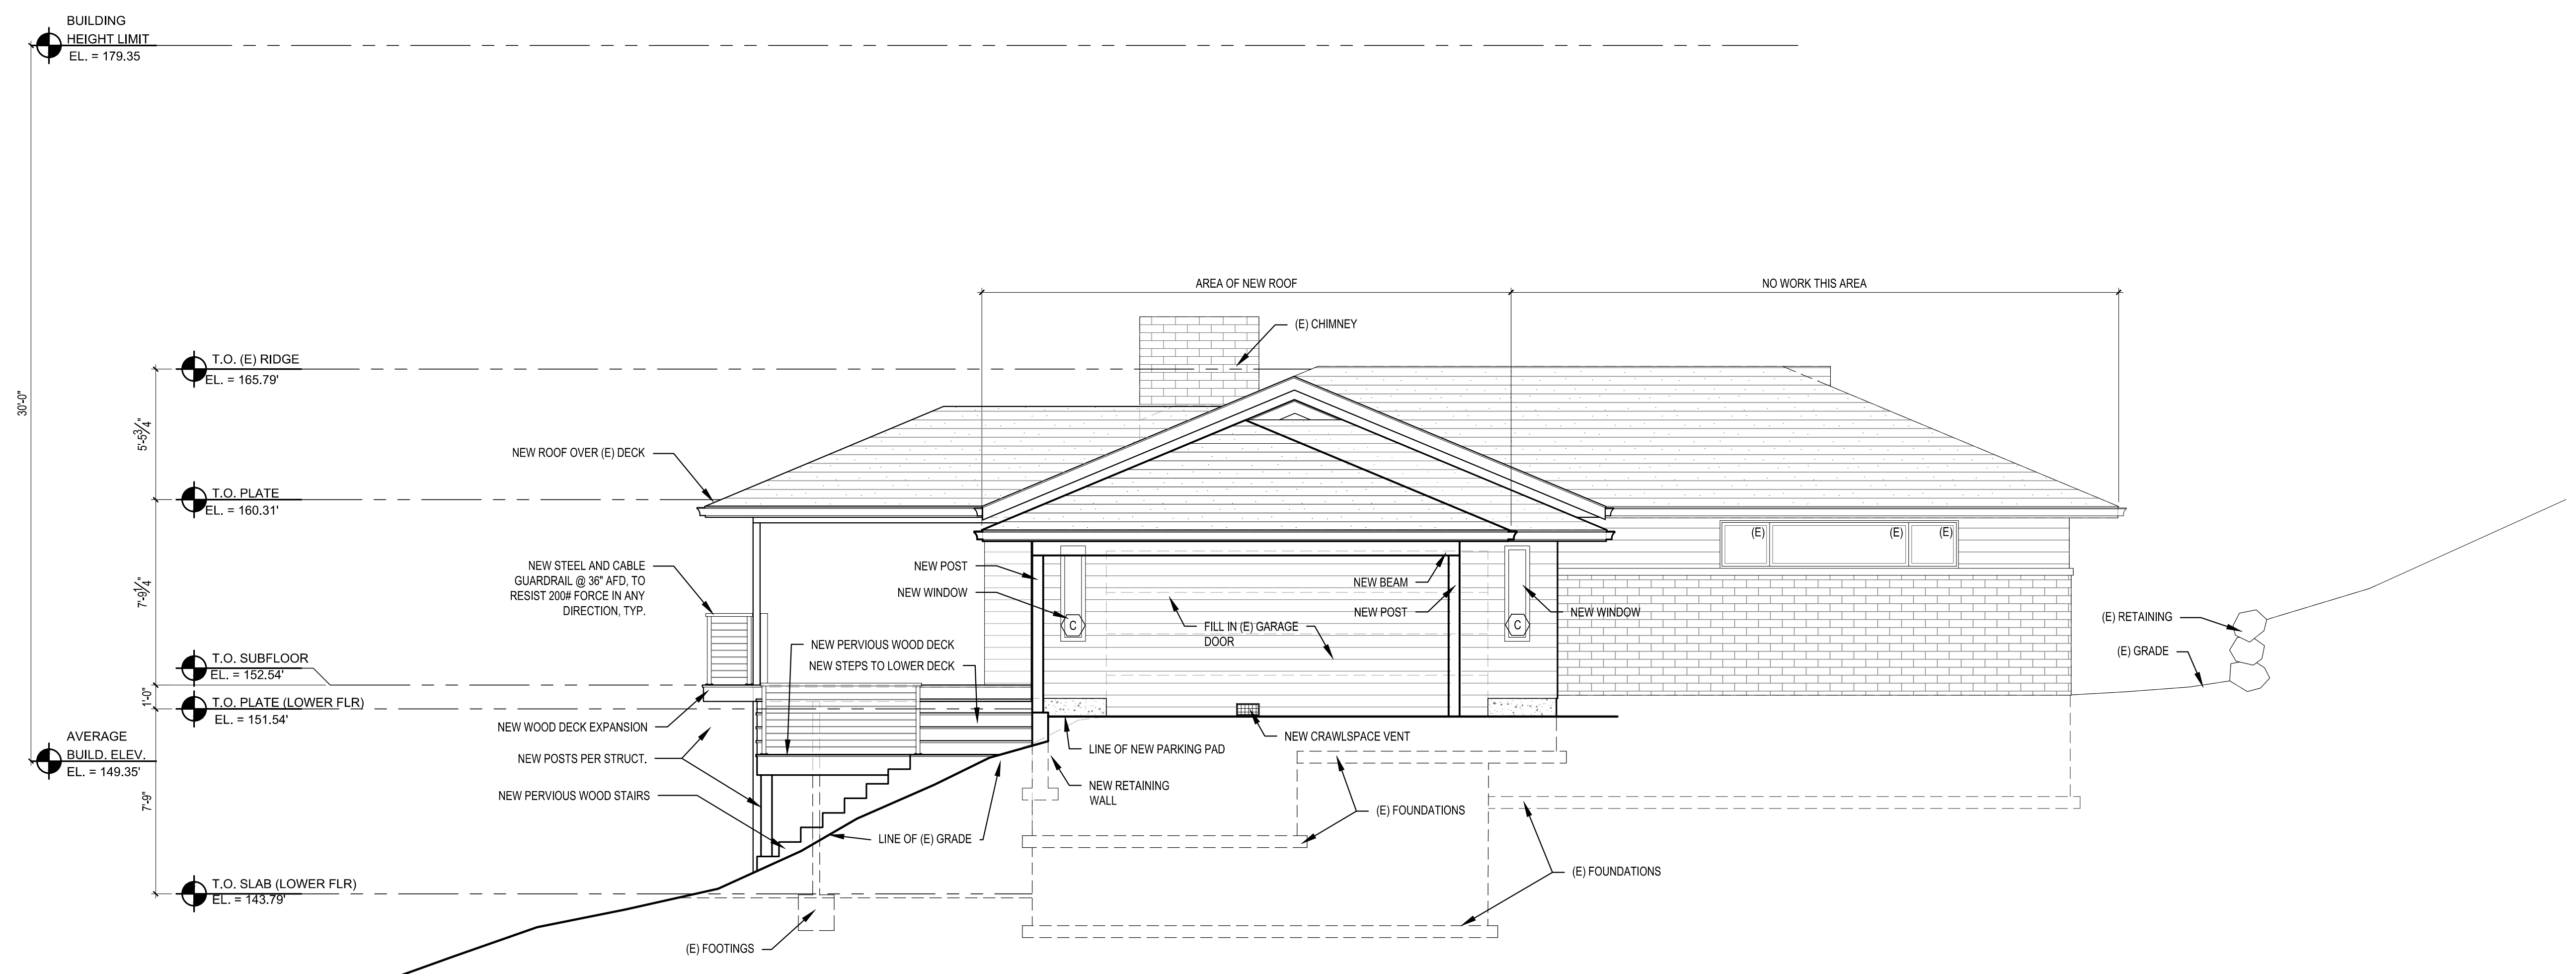 BUILDING
HEIGHT LIMIT
EL. = 179.35
AREA OF NEW ROOF
NO WORK THIS AREA
(E) CHIMNEY
T.O. (E) RIDGE
EL. = 165.79'
30'-0"
5'-5 3/4"
NEW ROOF OVER (E) DECK
T.O. PLATE
EL. = 160.31'
(E)
(E)
(E)
7'-9 1/4"
NEW STEEL AND CABLE
GUARDRAIL @ 36" AFD, TO
RESIST 200# FORCE IN ANY
DIRECTION, TYP.
NEW POST
NEW WINDOW
NEW BEAM
NEW POST
NEW WINDOW
C
C
FILL IN (E) GARAGE
DOOR
(E) RETAINING
(E) GRADE
NEW PERVIOUS WOOD DECK
NEW STEPS TO LOWER DECK
T.O. SUBFLOOR
EL. = 152.54'
1'-0"
T.O. PLATE (LOWER FLR)
EL. = 151.54'
NEW WOOD DECK EXPANSION
AVERAGE
BUILD. ELEV.
EL. = 149.35'
NEW POSTS PER STRUCT.
LINE OF NEW PARKING PAD
NEW CRAWLSPACE VENT
NEW RETAINING
WALL
7'-9"
NEW PERVIOUS WOOD STAIRS
(E) FOUNDATIONS
LINE OF (E) GRADE
(E) FOUNDATIONS
T.O. SLAB (LOWER FLR)
EL. = 143.79'
(E) FOOTINGS